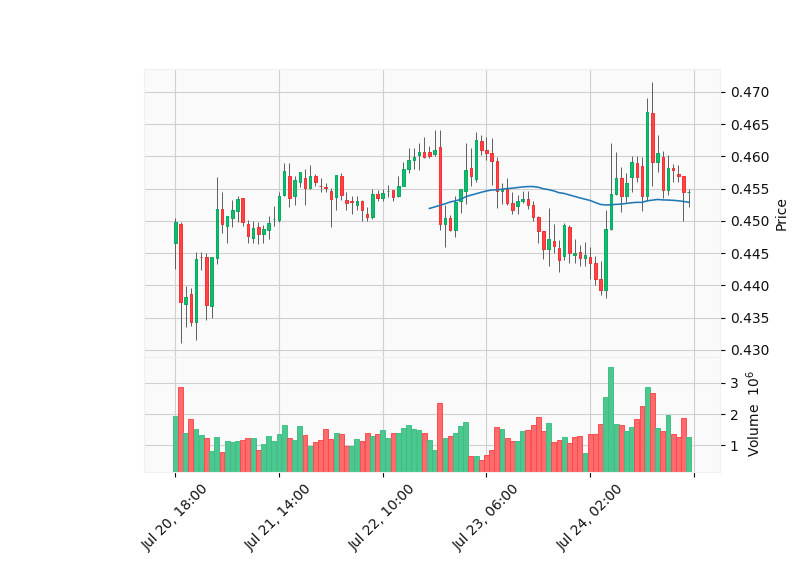 0.470
0.465
0.460
0.455
0.450
0.445
0.440
0.435
0.430
Price
3
2
1
Volume 10^6
Jul 20, 18:00
Jul 21, 14:00
Jul 22, 10:00
Jul 23, 06:00
Jul 24, 02:00